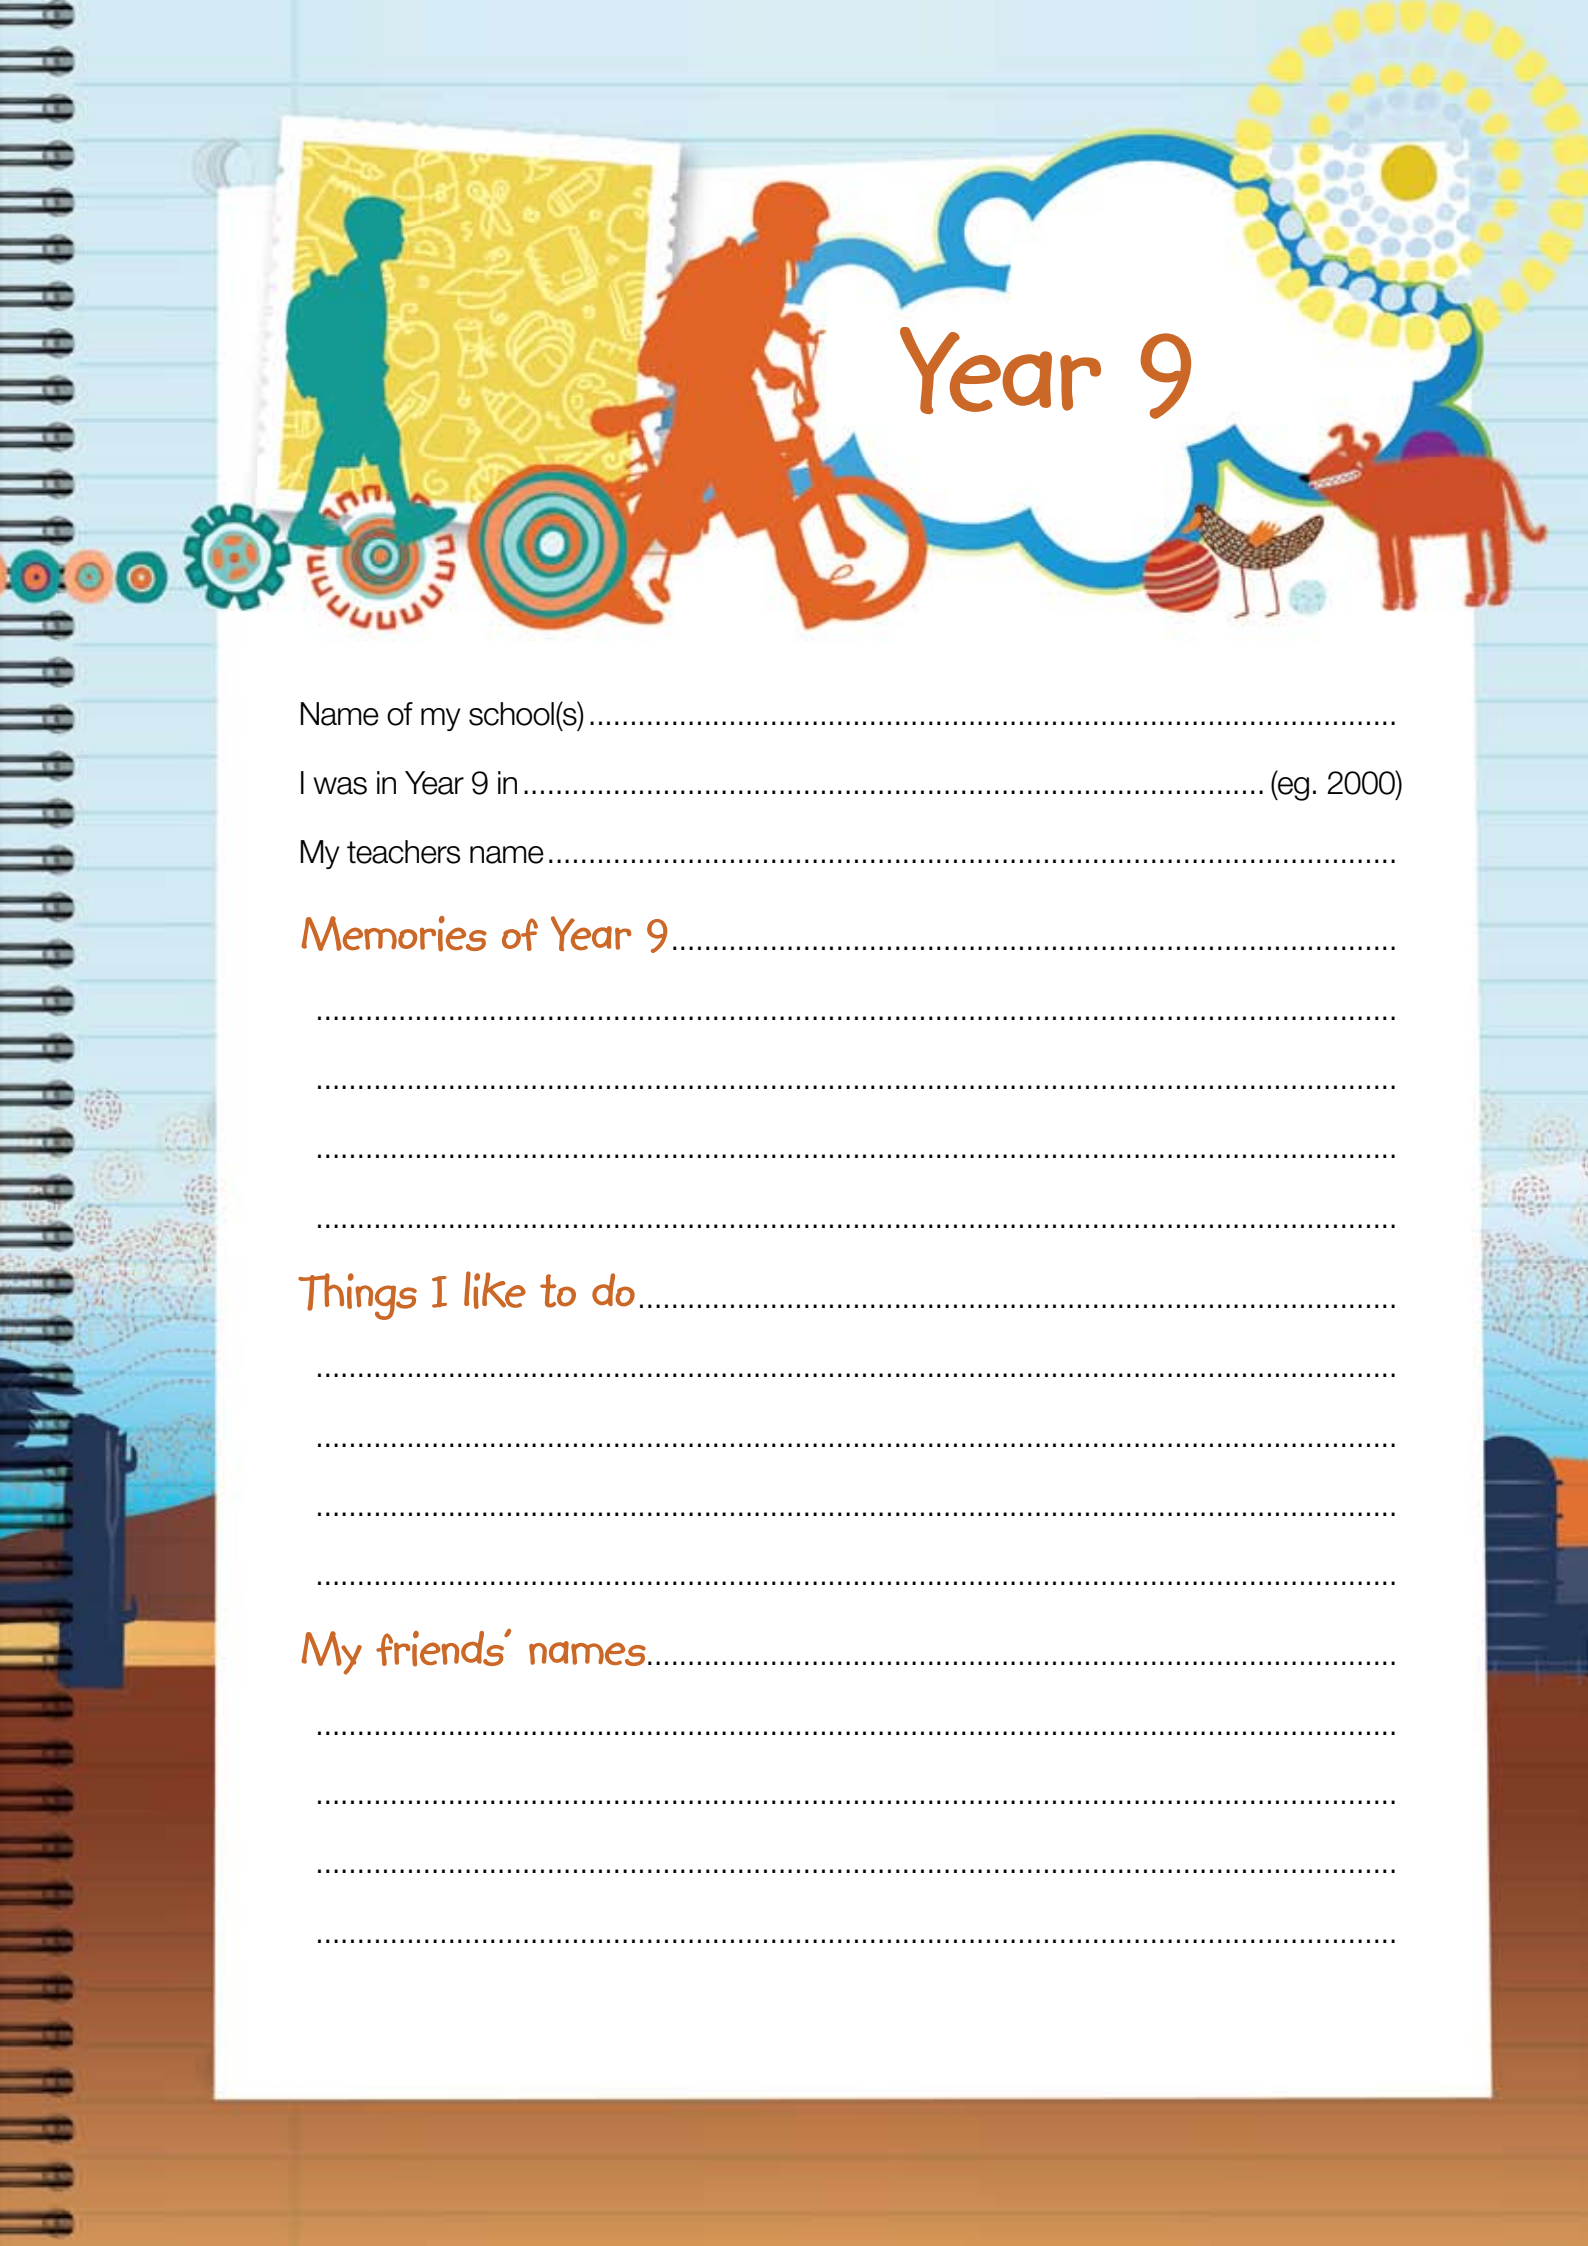 Year 9
Name of my school(s)................................................................................................
I was in Year 9 in........................................................................................ (eg. 2000)
My teachers name.....................................................................................................
Memories of Year 9......................................................................................
Things I like to do..........................................................................................
My friends' names.........................................................................................